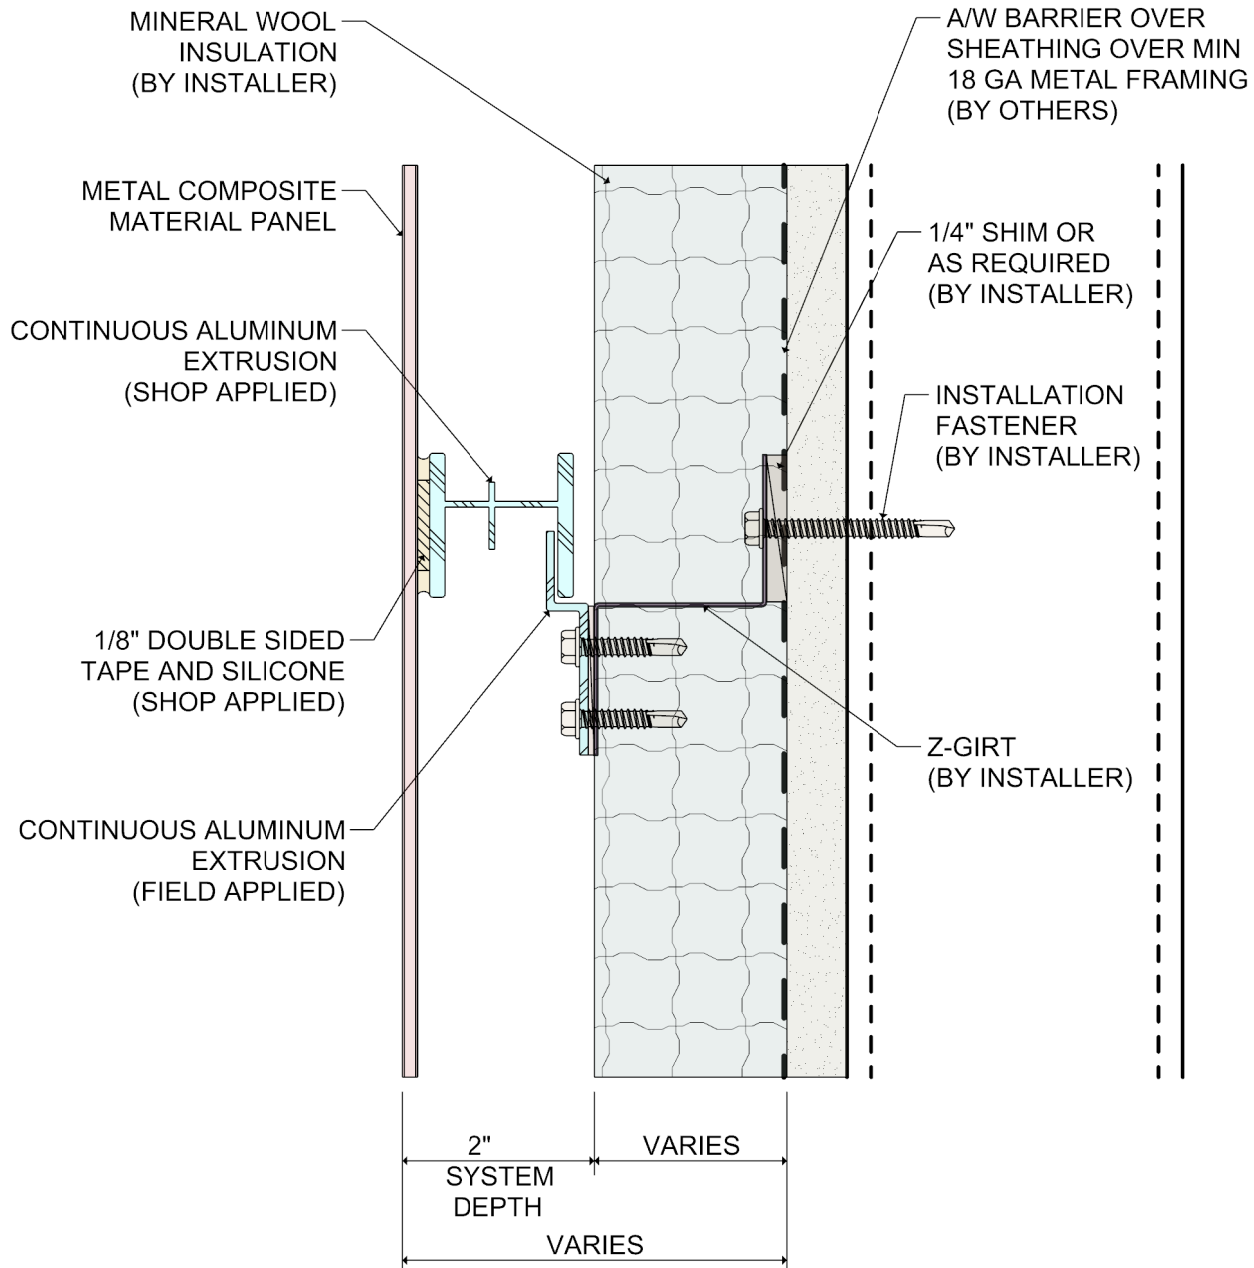 MINERAL WOOL
INSULATION
(BY INSTALLER)
METAL COMPOSITE
MATERIAL PANEL
CONTINUOUS ALUMINUM
EXTRUSION
(SHOP APPLIED)
1/8" DOUBLE SIDED
TAPE AND SILICONE
(SHOP APPLIED)
CONTINUOUS ALUMINUM
EXTRUSION
(FIELD APPLIED)
A/W BARRIER OVER
SHEATHING OVER MIN
18 GA METAL FRAMING
(BY OTHERS)
1/4" SHIM OR
AS REQUIRED
(BY INSTALLER)
INSTALLATION
FASTENER
(BY INSTALLER)
Z-GIRT
(BY INSTALLER)
2"
SYSTEM
DEPTH
VARIES
VARIES